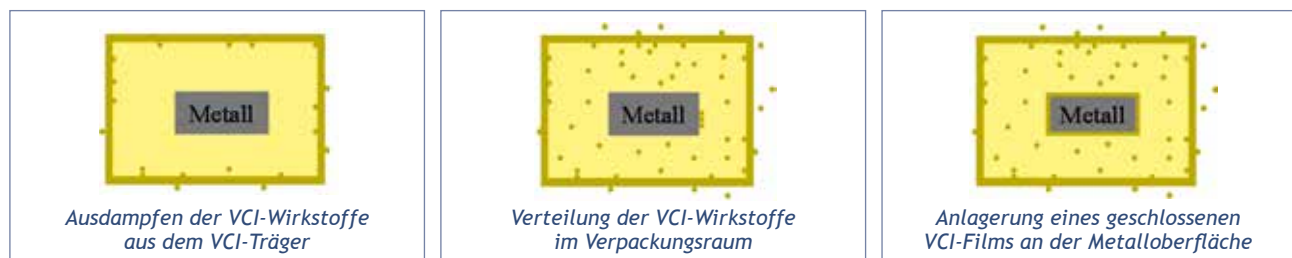 Metall
Ausdampfen der VCI-Wirkstoffe
aus dem VCI-Träger
Metall
Verteilung der VCI-Wirkstoffe
im Verpackungsraum
Metall
Anlagerung eines geschlossenen
VCI-Films an der Metalloberfläche